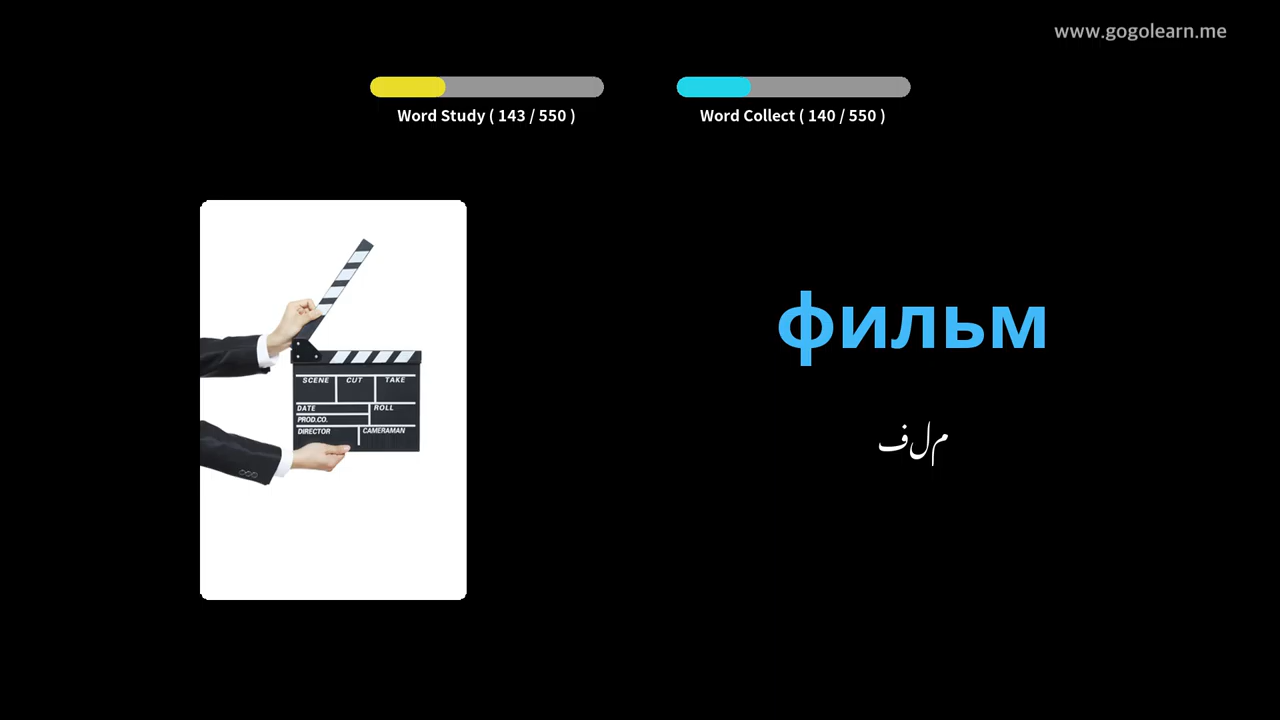 www.gogolearn.me
Word Study ( 143 / 550 )
Word Collect ( 140 / 550 )
фильм
فلم
SCENE CUT TAKE
DATE ROLL
PROD.CO.
DIRECTOR CAMERAMAN